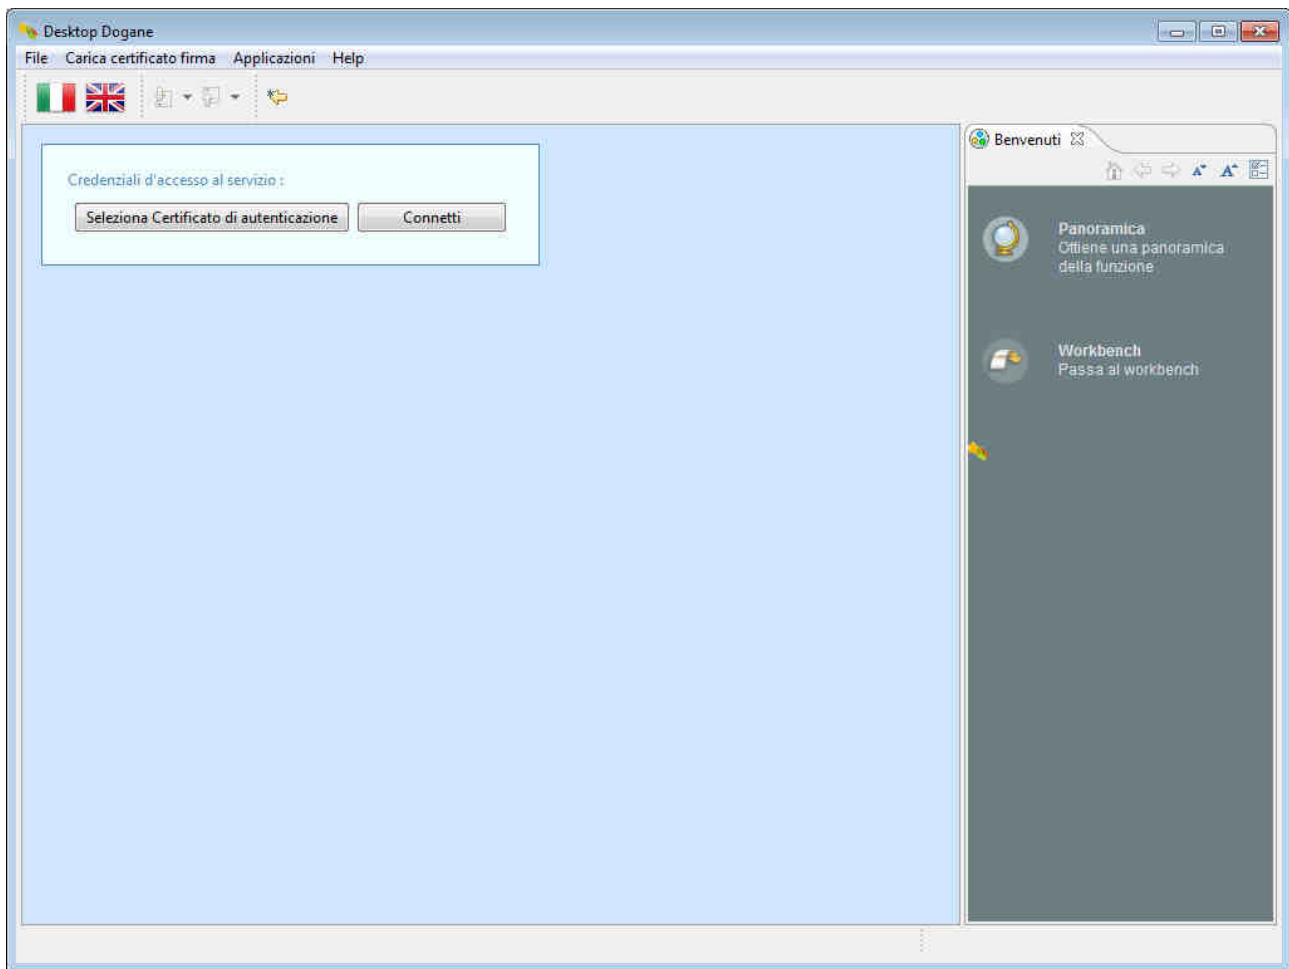 Desktop Dogane
File Carica certificato firma Applicazioni Help
Benvenuti
Credenziali d'accesso al servizio :
Seleziona Certificato di autenticazione Connetti
Panoramica
Ottiene una panoramica
della funzione
Workbench
Passa al workbench